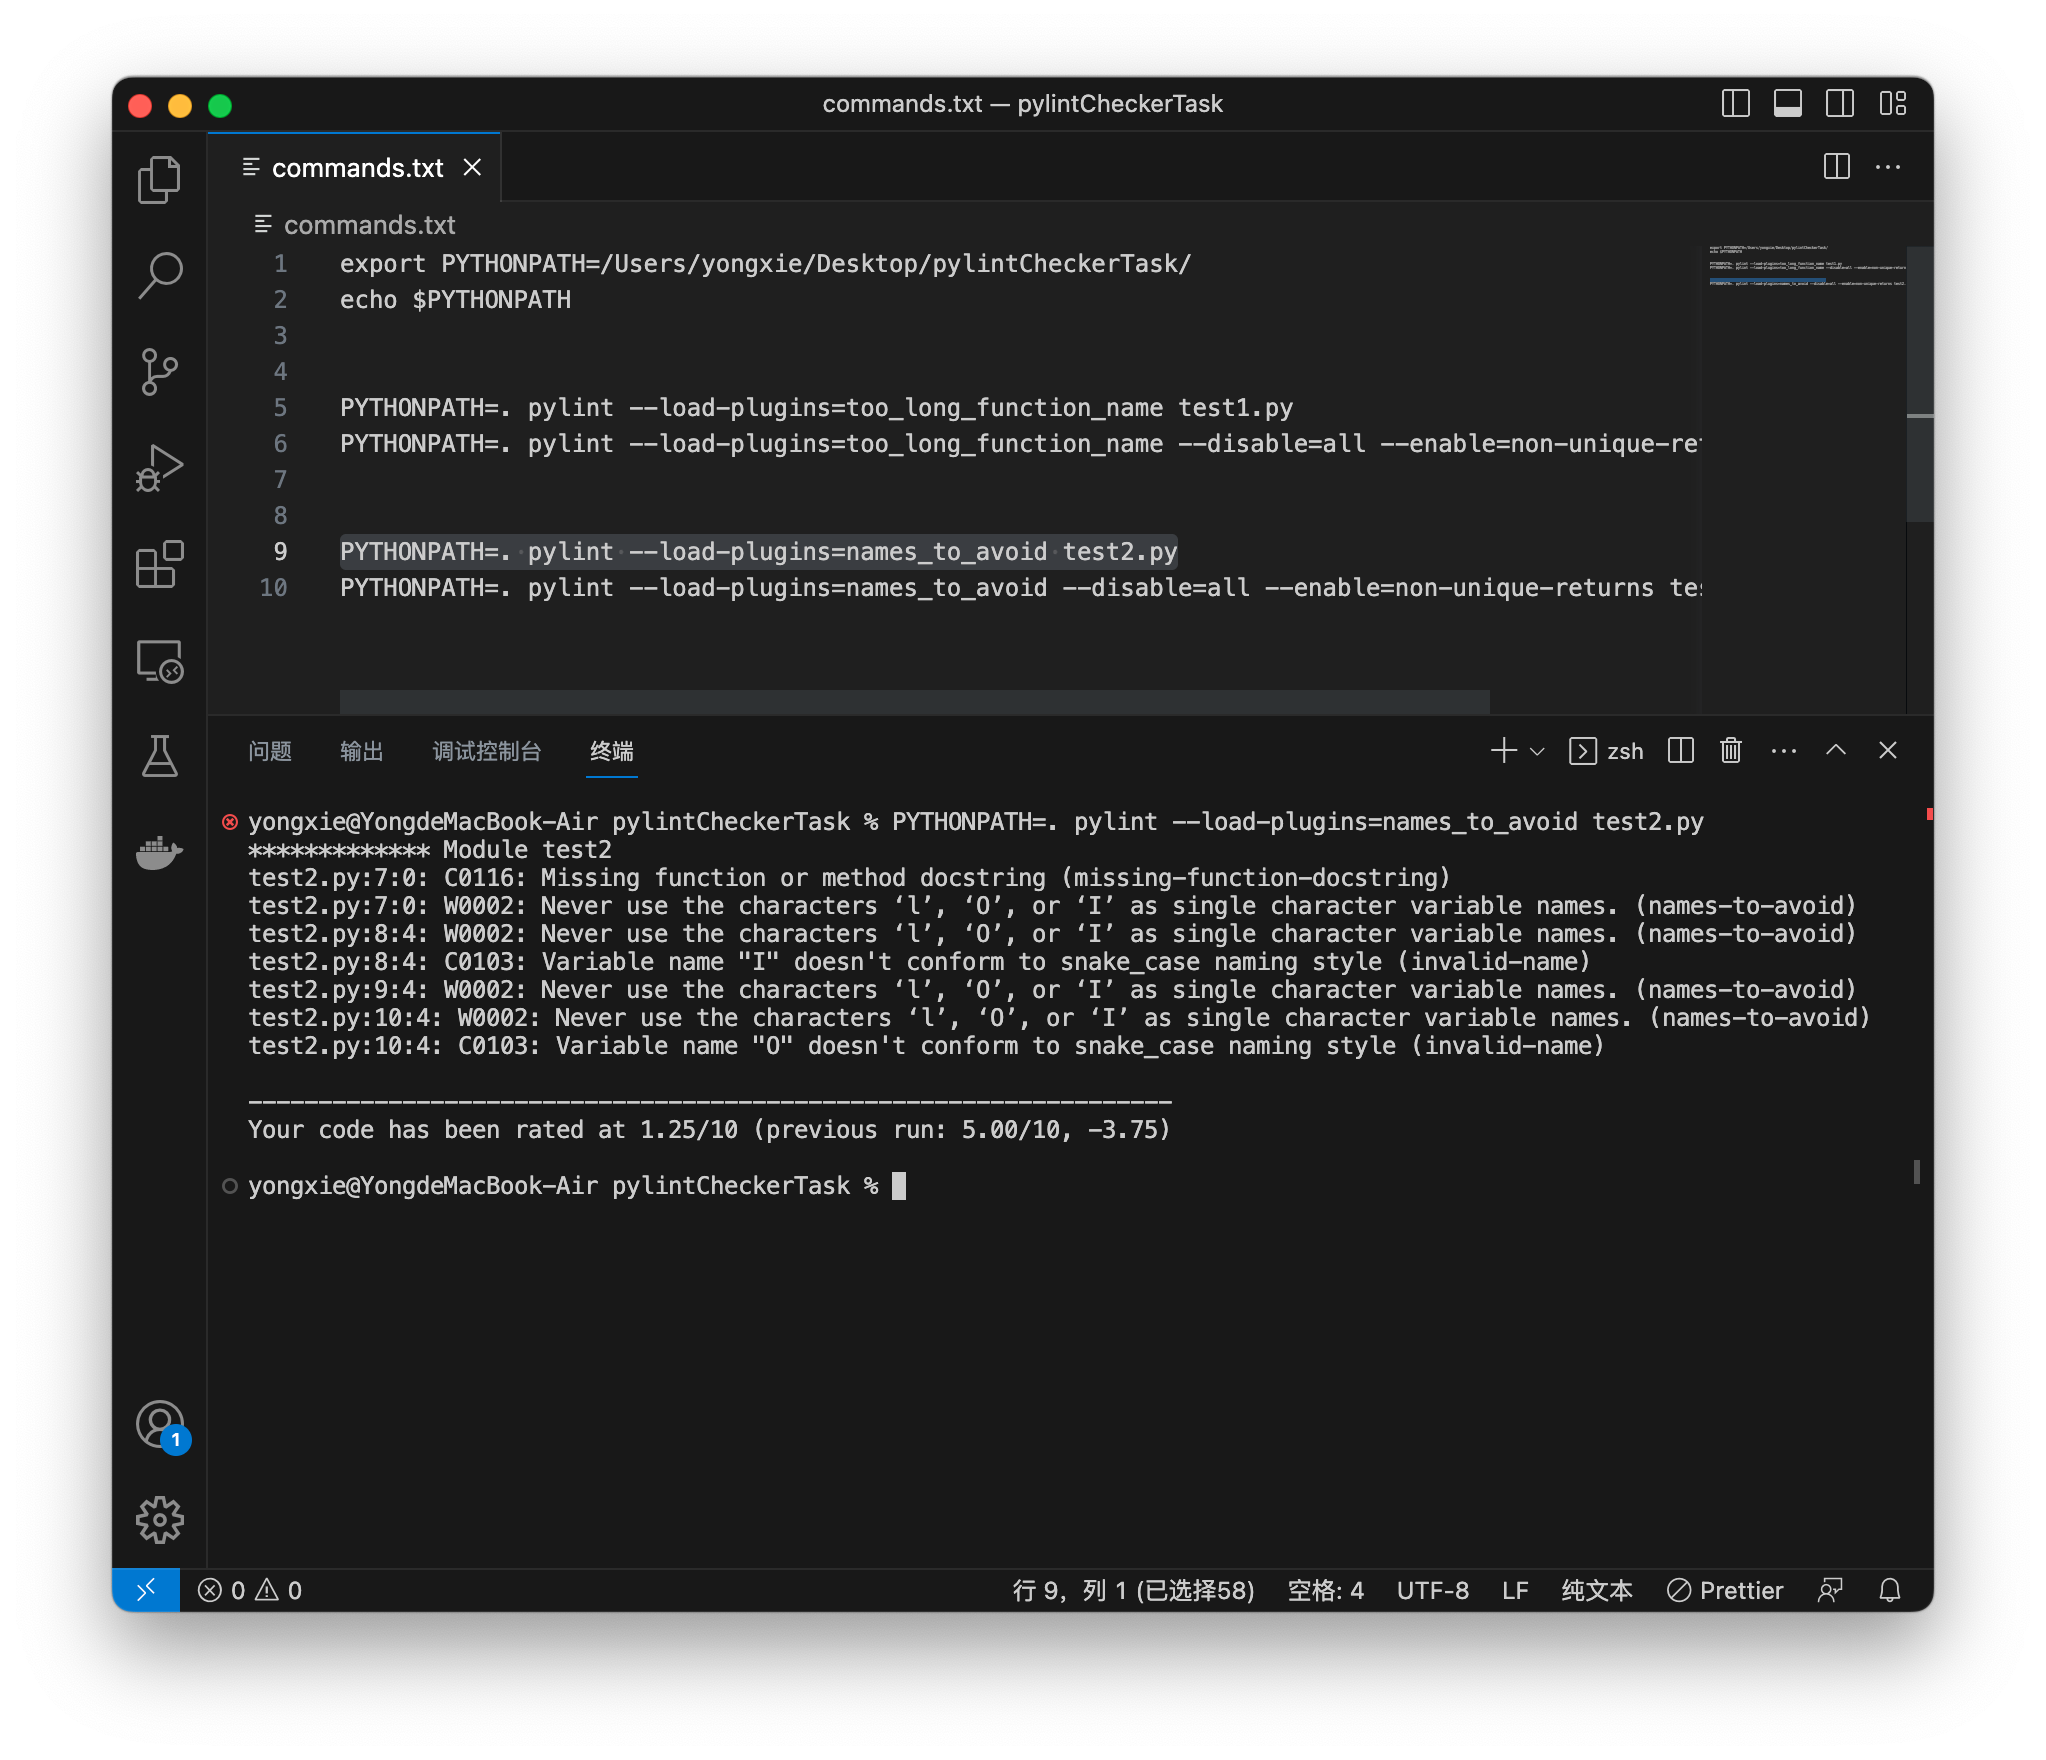 commands.txt — pylintCheckerTask
commands.txt
commands.txt
1 export PYTHONPATH=/Users/yongxie/Desktop/pylintCheckerTask/
2 echo $PYTHONPATH
3
4
5 PYTHONPATH=. pylint --load-plugins=too_long_function_name test1.py
6 PYTHONPATH=. pylint --load-plugins=too_long_function_name --disable=all --enable=non-unique-ret
7
8
9 PYTHONPATH=. pylint --load-plugins=names_to_avoid test2.py
10 PYTHONPATH=. pylint --load-plugins=names_to_avoid --disable=all --enable=non-unique-returns tes
问题 输出 调试控制台 终端 zsh
yongxie@YongdeMacBook-Air pylintCheckerTask % PYTHONPATH=. pylint --load-plugins=names_to_avoid test2.py
************* Module test2
test2.py:7:0: C0116: Missing function or method docstring (missing-function-docstring)
test2.py:7:0: W0002: Never use the characters ‘l’, ‘O’, or ‘I’ as single character variable names. (names-to-avoid)
test2.py:8:4: W0002: Never use the characters ‘l’, ‘O’, or ‘I’ as single character variable names. (names-to-avoid)
test2.py:8:4: C0103: Variable name "I" doesn't conform to snake_case naming style (invalid-name)
test2.py:9:4: W0002: Never use the characters ‘l’, ‘O’, or ‘I’ as single character variable names. (names-to-avoid)
test2.py:10:4: W0002: Never use the characters ‘l’, ‘O’, or ‘I’ as single character variable names. (names-to-avoid)
test2.py:10:4: C0103: Variable name "O" doesn't conform to snake_case naming style (invalid-name)
------------------------------------------------------------------
Your code has been rated at 1.25/10 (previous run: 5.00/10, -3.75)
yongxie@YongdeMacBook-Air pylintCheckerTask %
1
0 0 行 9，列 1 (已选择58) 空格: 4 UTF-8 LF 纯文本 Prettier